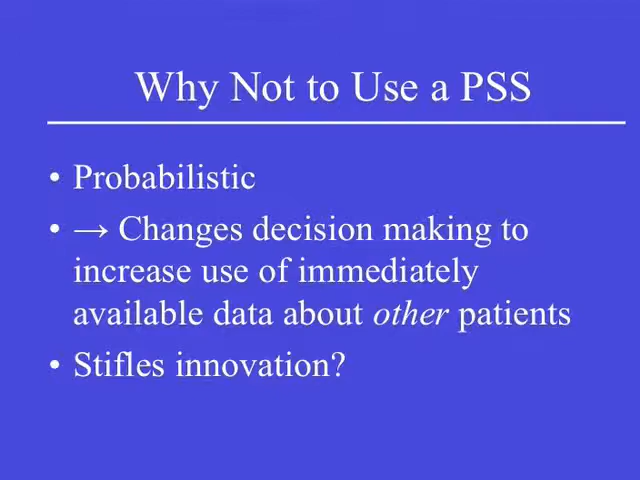 Why Not to Use a PSS
• Probabilistic
• → Changes decision making to
increase use of immediately
available data about other patients
• Stifles innovation?